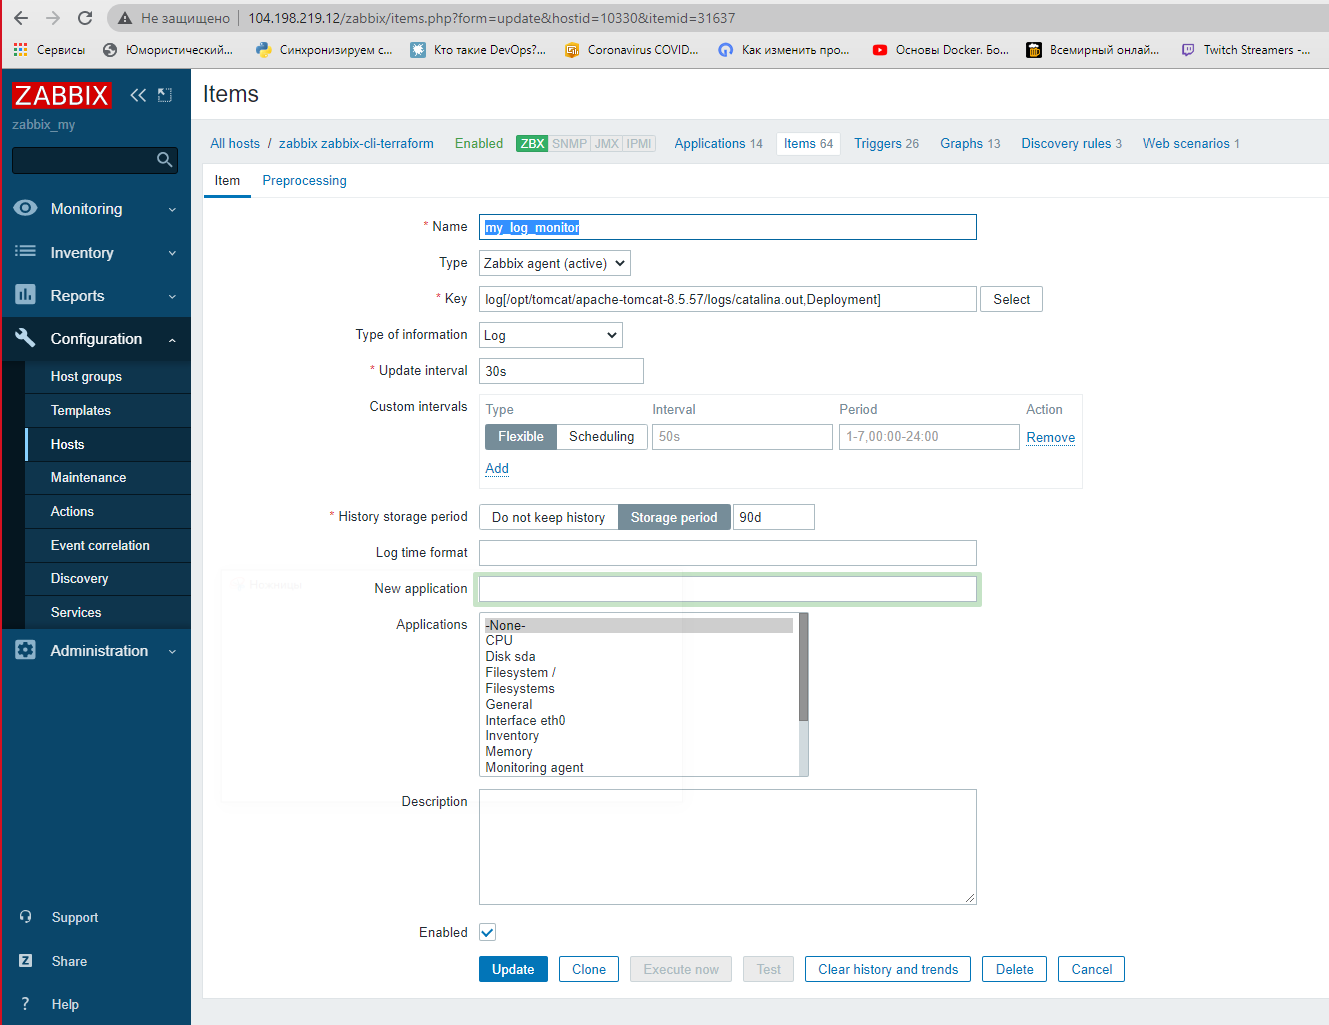 Не защищено 104.198.219.12/zabbix/items.php?form=update&hostid=10330&itemid=31637
Сервисы Юмористический... Синхронизируем с... Кто такие DevOps?... Coronavirus COVID... Как изменить про... Основы Docker. Бо... Всемирный онлай... Twitch Streamers -...
ZABBIX
zabbix_my
Monitoring
Inventory
Reports
Configuration
Host groups
Templates
Hosts
Maintenance
Actions
Event correlation
Discovery
Services
Administration
Support
Share
Help
Items
All hosts / zabbix zabbix-cli-terraform Enabled ZBX SNMP JMX IPMI Applications 14 Items 64 Triggers 26 Graphs 13 Discovery rules 3 Web scenarios 1
Item Preprocessing
* Name my_log_monitor
Type Zabbix agent (active)
* Key log[/opt/tomcat/apache-tomcat-8.5.57/logs/catalina.out,Deployment] Select
Type of information Log
* Update interval 30s
Custom intervals Type Interval Period Action
Flexible Scheduling 50s 1-7,00:00-24:00 Remove
Add
* History storage period Do not keep history Storage period 90d
Log time format
Ножницы
New application
Applications -None-
CPU
Disk sda
Filesystem /
Filesystems
General
Interface eth0
Inventory
Memory
Monitoring agent
Description
Enabled
Update Clone Execute now Test Clear history and trends Delete Cancel